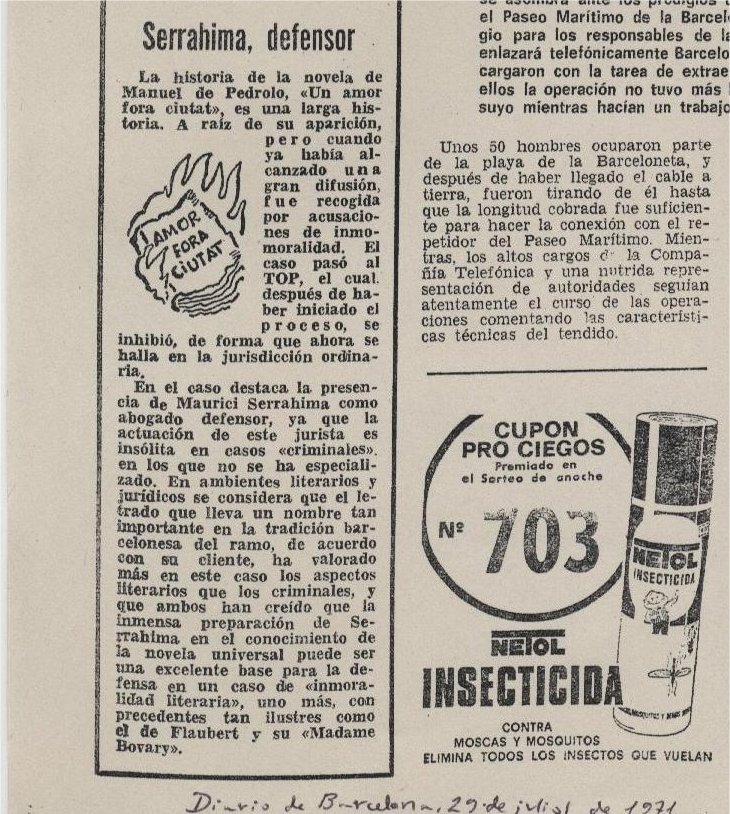 Serrahima, defensor
La historia de la novela de
Manuel de Pedrolo, «Un amor
fora ciutat», es una larga his-
toria. A raíz de su aparición,
pero cuando
ya había al-
canzado una
gran difusión,
fue recogida
por acusacio-
nes de inmo-
moralidad. El
caso pasó al
TOP, el cual.
después de ha-
ber iniciado el
proceso, se
inhibió, de forma que ahora se
halla en la jurisdicción ordina-
ria.
AMOR
FORA
CIUTAT
En el caso destaca la presen-
cia de Maurici Serrahima como
abogado defensor, ya que la
actuación de este jurista es
insólita en casos «criminales».
en los que no se ha especiali-
zado. En ambientes literarios y
jurídicos se considera que el le-
trado que lleva un nombre tan
importante en la tradición bar-
celonesa del ramo, de acuerdo
con su cliente, ha valorado
más en este caso los aspectos
literarios que los criminales, y
que ambos han creído que la
inmensa preparación de Se-
rrahima en el conocimiento de
la novela universal puede ser
una excelente base para la de-
fensa en un caso de «inmora-
lidad literaria», uno más, con
precedentes tan ilustres como
el de Flaubert y su «Madame
Bovary».
el Paseo Marítimo de la Barcel
gio para los responsables de
enlazará telefónicamente Barcelo
cargaron con la tarea de extrae
ellos la operación no tuvo más
suyo mientras hacían un trabajo
Unos 50 hombres ocuparon parte
de la playa de la Barceloneta, y
después de haber llegado el cable a
tierra, fueron tirando de él hasta
que la longitud cobrada fue suficien-
te para hacer la conexión con el re-
petidor del Paseo Marítimo. Mien-
tras, los altos cargos de la Compa-
ñía Telefónica y una nutrida repre-
sentación de autoridades seguían
atentamente el curso de las opera-
ciones comentando las característi-
cas técnicas del tendido.
CUPON
PRO CIEGOS
Premiado en
el Sorteo de anoche
Nº 703
NETOL
INSECTICIDA
NETOL
INSECTICIDA
CONTRA
MOSCAS Y MOSQUITOS
ELIMINA TODOS LOS INSECTOS QUE VUELAN
Diario de Barcelona, 29 de juliol de 1971